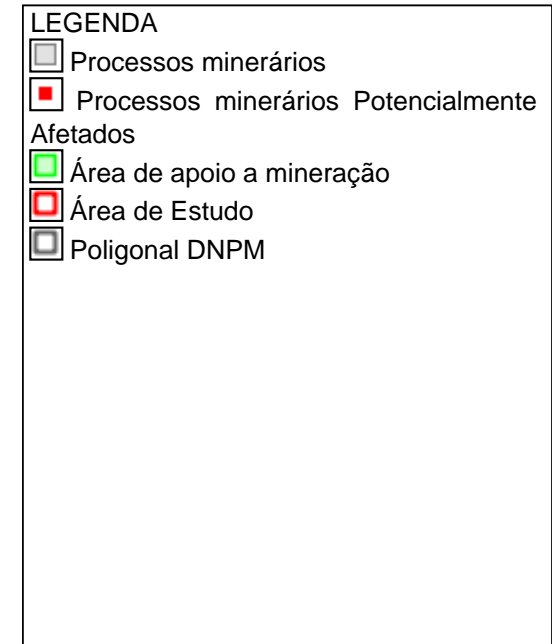 LEGENDA
Processos minerários
Processos minerários Potencialmente
Afetados
Área de apoio a mineração
Área de Estudo
Poligonal DNPM